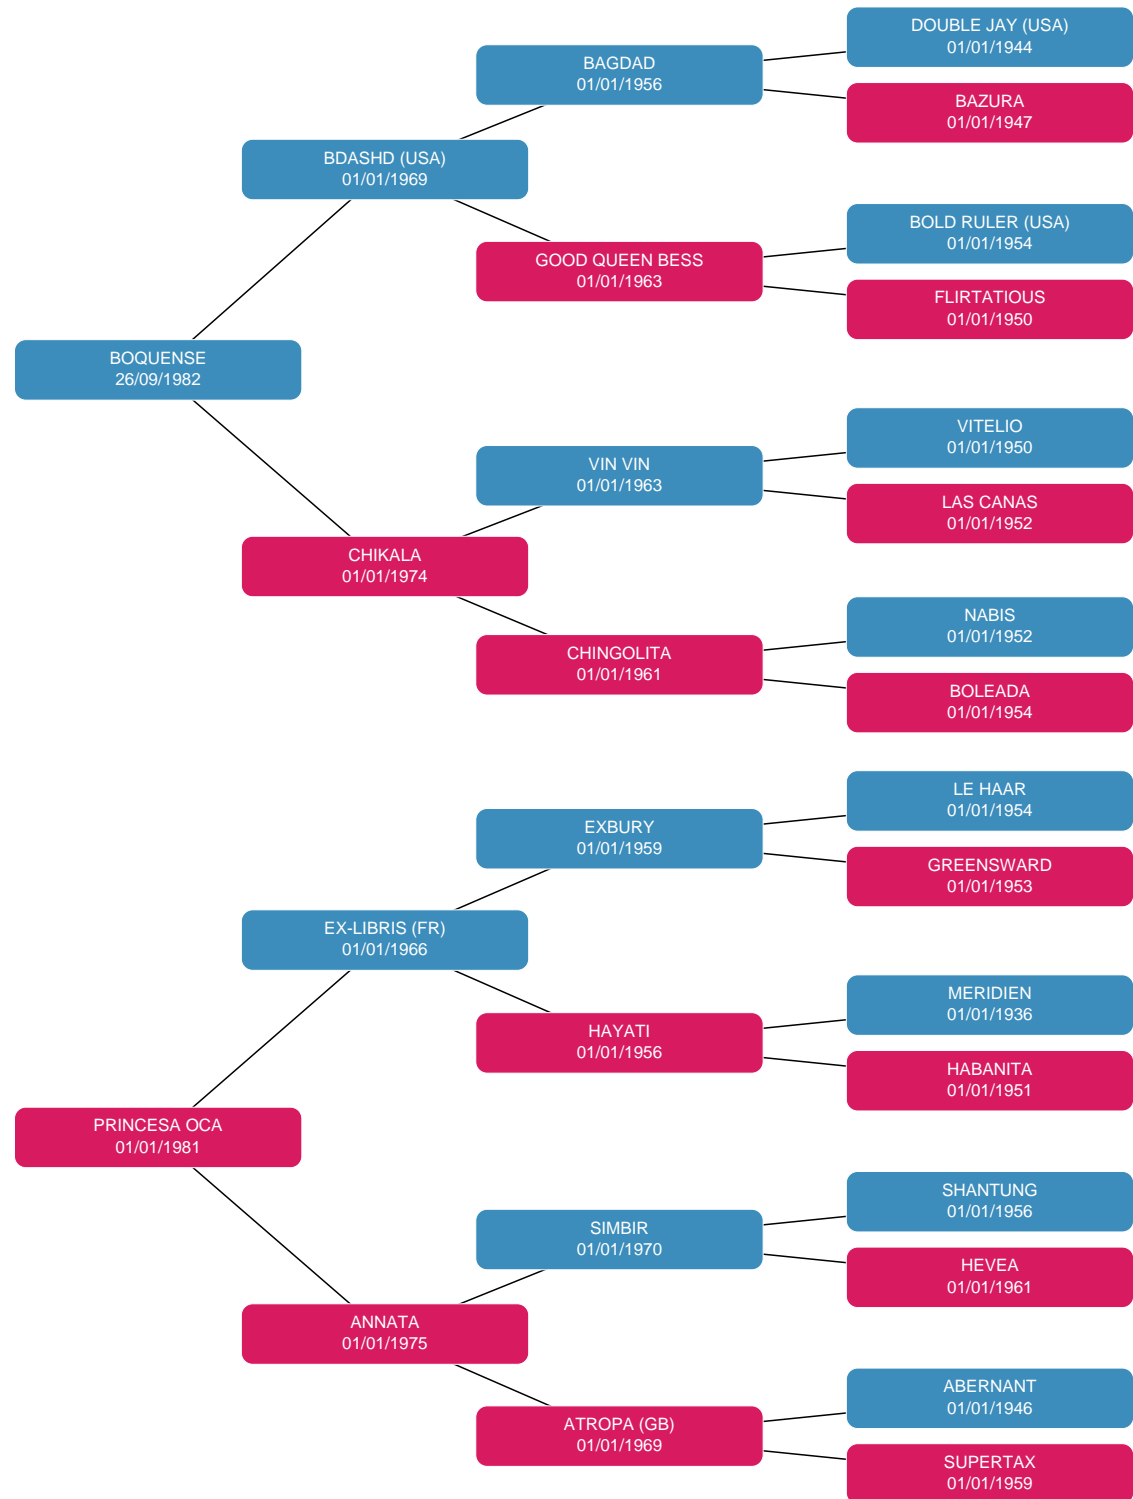 DOUBLE JAY (USA)
01/01/1944
BAGDAD
01/01/1956
BAZURA
01/01/1947
BDASHD (USA)
01/01/1969
BOLD RULER (USA)
01/01/1954
GOOD QUEEN BESS
01/01/1963
FLIRTATIOUS
01/01/1950
BOQUENSE
26/09/1982
VITELIO
01/01/1950
VIN VIN
01/01/1963
LAS CANAS
01/01/1952
CHIKALA
01/01/1974
NABIS
01/01/1952
CHINGOLITA
01/01/1961
BOLEADA
01/01/1954
LE HAAR
01/01/1954
EXBURY
01/01/1959
GREENSWARD
01/01/1953
EX-LIBRIS (FR)
01/01/1966
MERIDIEN
01/01/1936
HAYATI
01/01/1956
HABANITA
01/01/1951
PRINCESA OCA
01/01/1981
SHANTUNG
01/01/1956
SIMBIR
01/01/1970
HEVEA
01/01/1961
ANNATA
01/01/1975
ABERNANT
01/01/1946
ATROPA (GB)
01/01/1969
SUPERTAX
01/01/1959